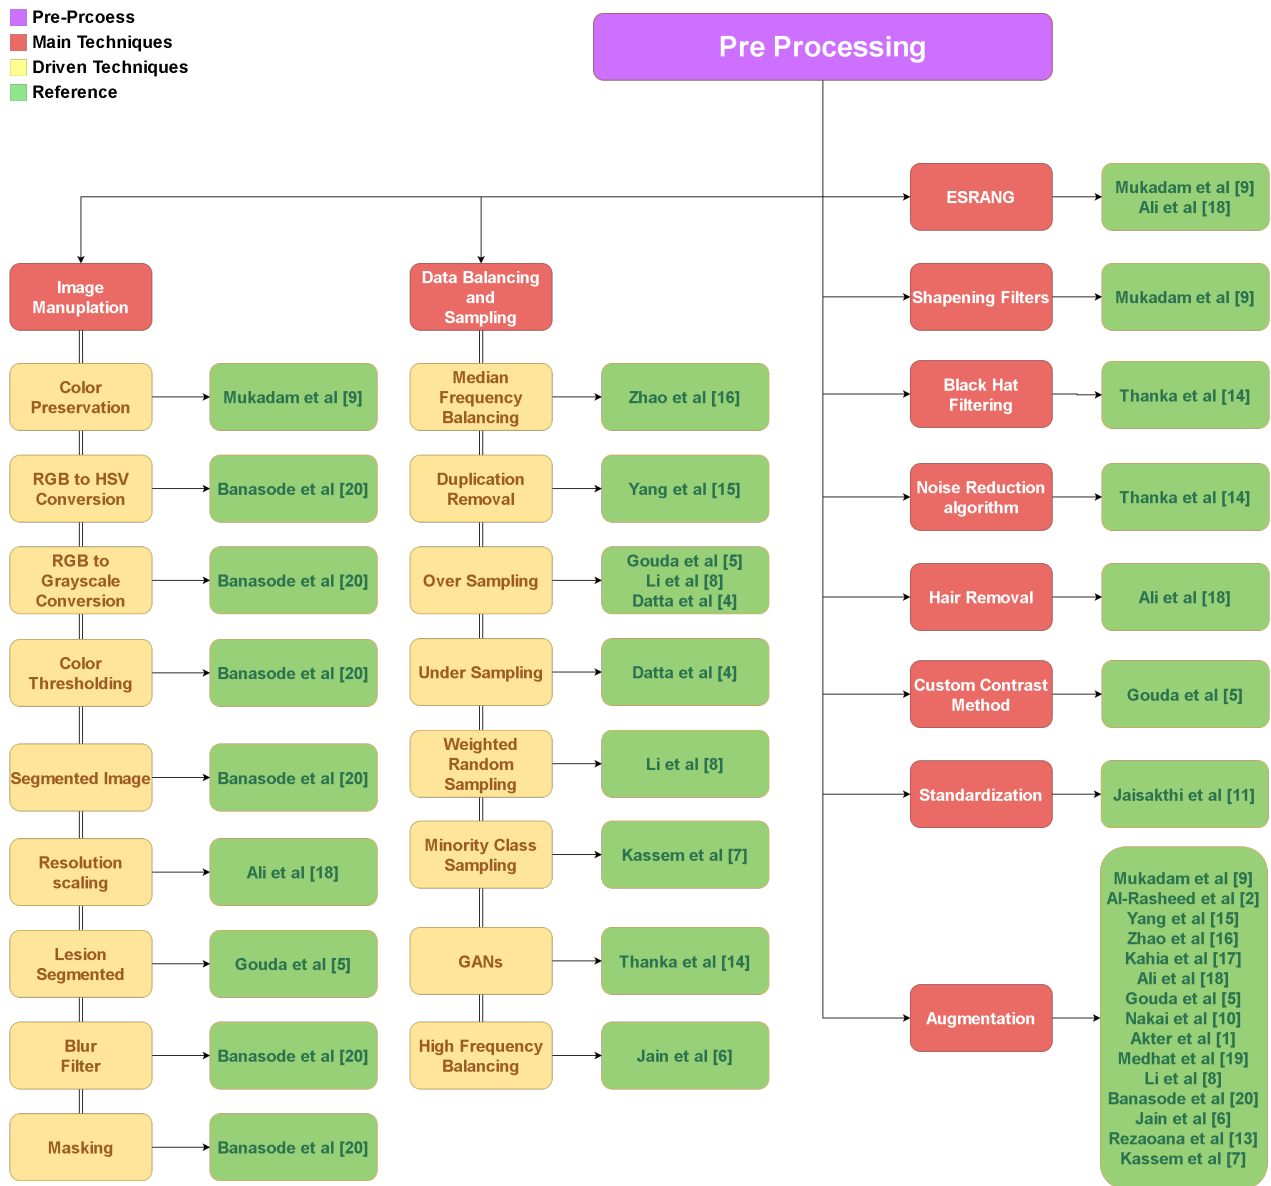 Pre-Prcoess
Main Techniques
Driven Techniques
Reference
Pre Processing
Image
Manuplation
Color
Preservation
Mukadam et al [9]
RGB to HSV
Conversion
Banasode et al [20]
RGB to
Grayscale
Conversion
Banasode et al [20]
Color
Thresholding
Banasode et al [20]
Segmented Image
Banasode et al [20]
Resolution
scaling
Ali et al [18]
Lesion
Segmented
Gouda et al [5]
Blur
Filter
Banasode et al [20]
Masking
Banasode et al [20]
Data Balancing
and
Sampling
Median
Frequency
Balancing
Zhao et al [16]
Duplication
Removal
Yang et al [15]
Over Sampling
Gouda et al [5]
Li et al [8]
Datta et al [4]
Under Sampling
Datta et al [4]
Weighted
Random
Sampling
Li et al [8]
Minority Class
Sampling
Kassem et al [7]
GANs
Thanka et al [14]
High Frequency
Balancing
Jain et al [6]
ESRANG
Mukadam et al [9]
Ali et al [18]
Shapening Filters
Mukadam et al [9]
Black Hat
Filtering
Thanka et al [14]
Noise Reduction
algorithm
Thanka et al [14]
Hair Removal
Ali et al [18]
Custom Contrast
Method
Gouda et al [5]
Standardization
Jaisakthi et al [11]
Augmentation
Mukadam et al [9]
Al-Rasheed et al [2]
Yang et al [15]
Zhao et al [16]
Kahia et al [17]
Ali et al [18]
Gouda et al [5]
Nakai et al [10]
Akter et al [1]
Medhat et al [19]
Li et al [8]
Banasode et al [20]
Jain et al [6]
Rezaoana et al [13]
Kassem et al [7]